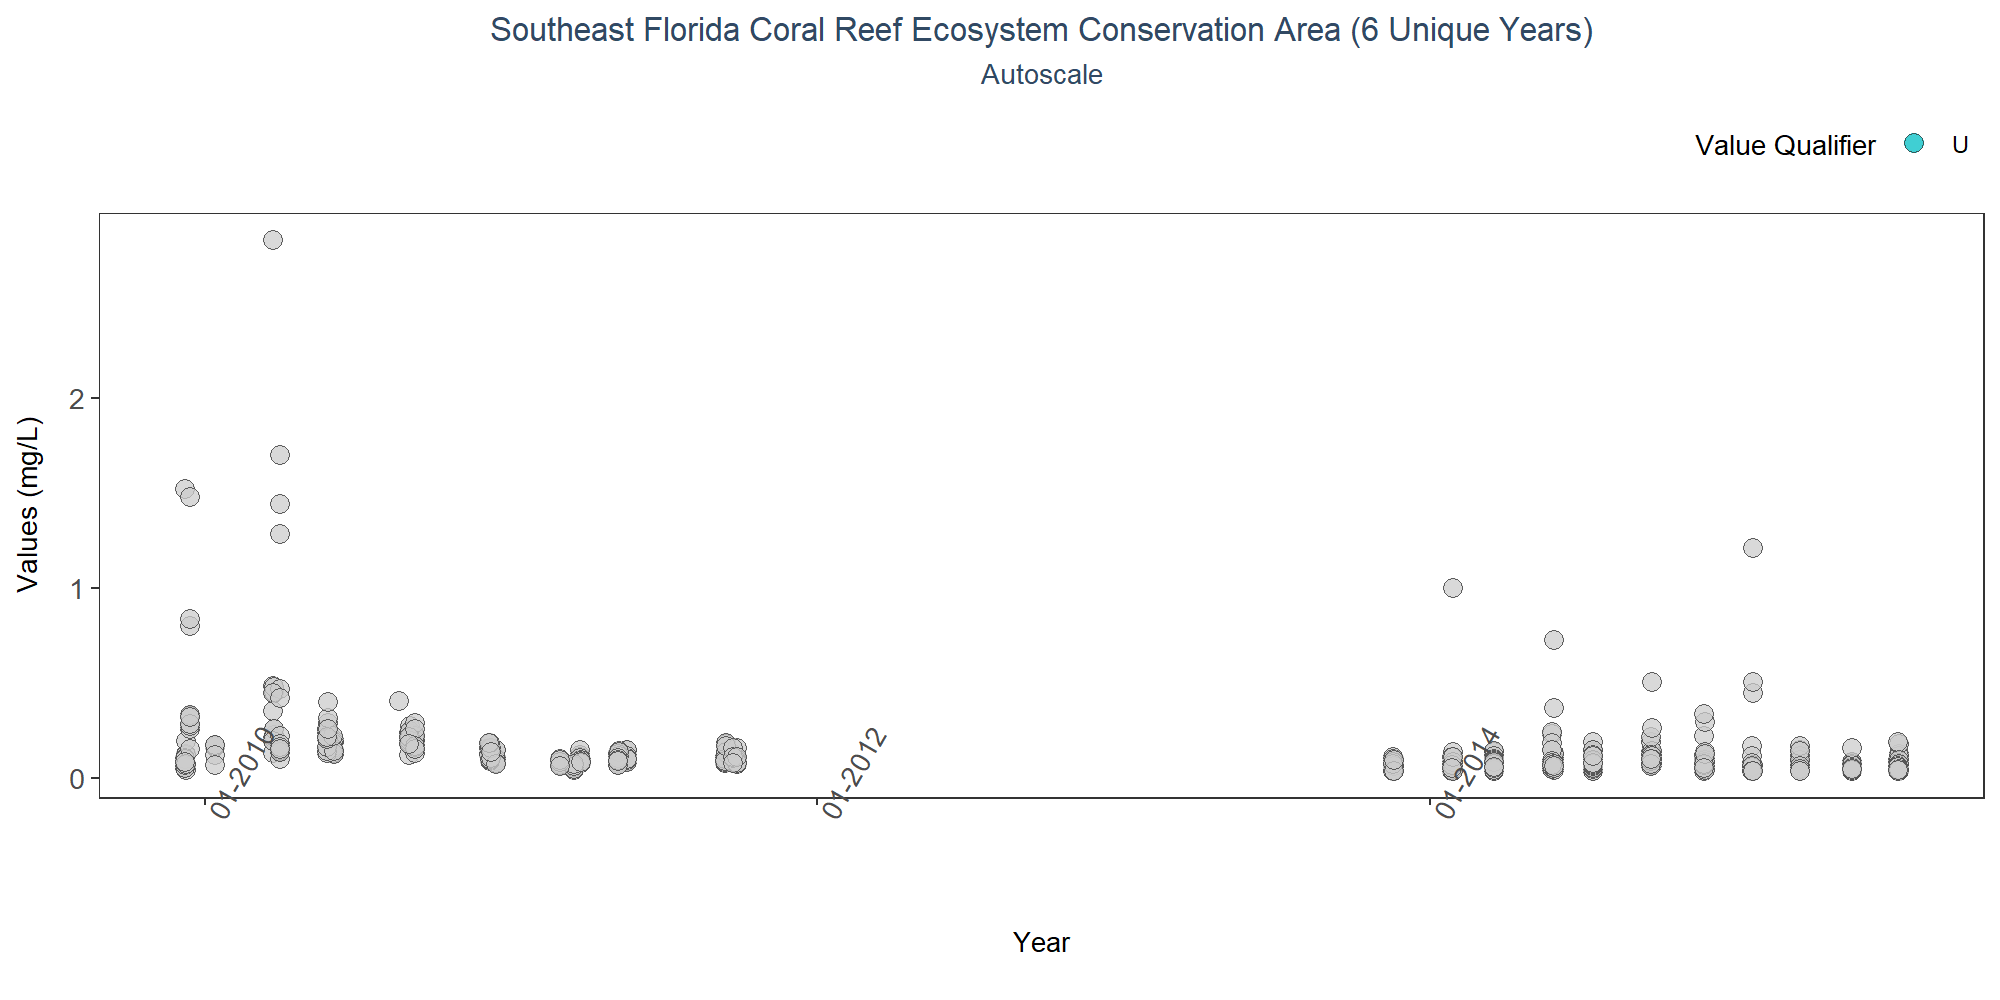 Southeast Florida Coral Reef Ecosystem Conservation Area (6 Unique Years)
Autoscale
Value Qualifier U
Values (mg/L)
2
1
0
01-2010
01-2012
01-2014
Year